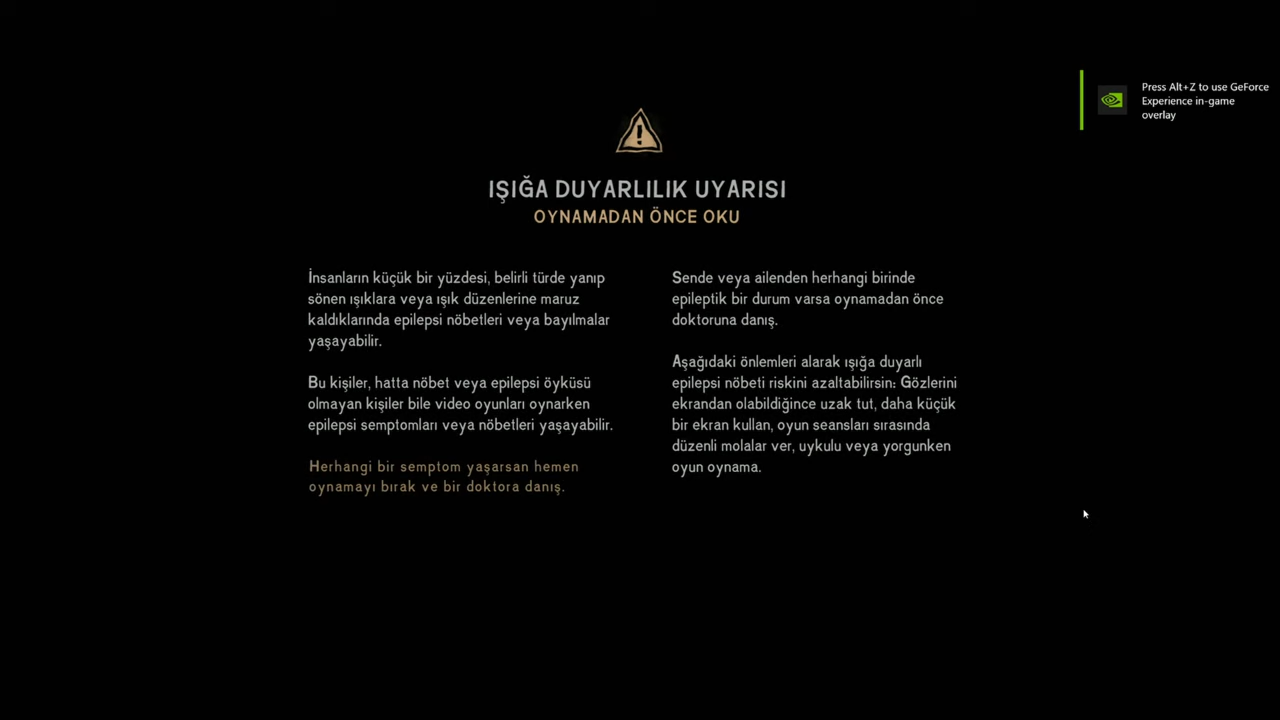 Press Alt+Z to use GeForce
Experience in-game
overlay
IŞIĞA DUYARLILIK UYARISI
OYNAMADAN ÖNCE OKU
İnsanların küçük bir yüzdesi, belirli türde yanıp
sönen ışıklara veya ışık düzenlerine maruz
kaldıklarında epilepsi nöbetleri veya bayılmalar
yaşayabilir.
Bu kişiler, hatta nöbet veya epilepsi öyküsü
olmayan kişiler bile video oyunları oynarken
epilepsi semptomları veya nöbetleri yaşayabilir.
Herhangi bir semptom yaşarsan hemen
oynamayı bırak ve bir doktora danış.
Sende veya ailenden herhangi birinde
epileptik bir durum varsa oynamadan önce
doktoruna danış.
Aşağıdaki önlemleri alarak ışığa duyarlı
epilepsi nöbeti riskini azaltabilirsin: Gözlerini
ekrandan olabildiğince uzak tut, daha küçük
bir ekran kullan, oyun seansları sırasında
düzenli molalar ver, uykulu veya yorgunken
oyun oynama.